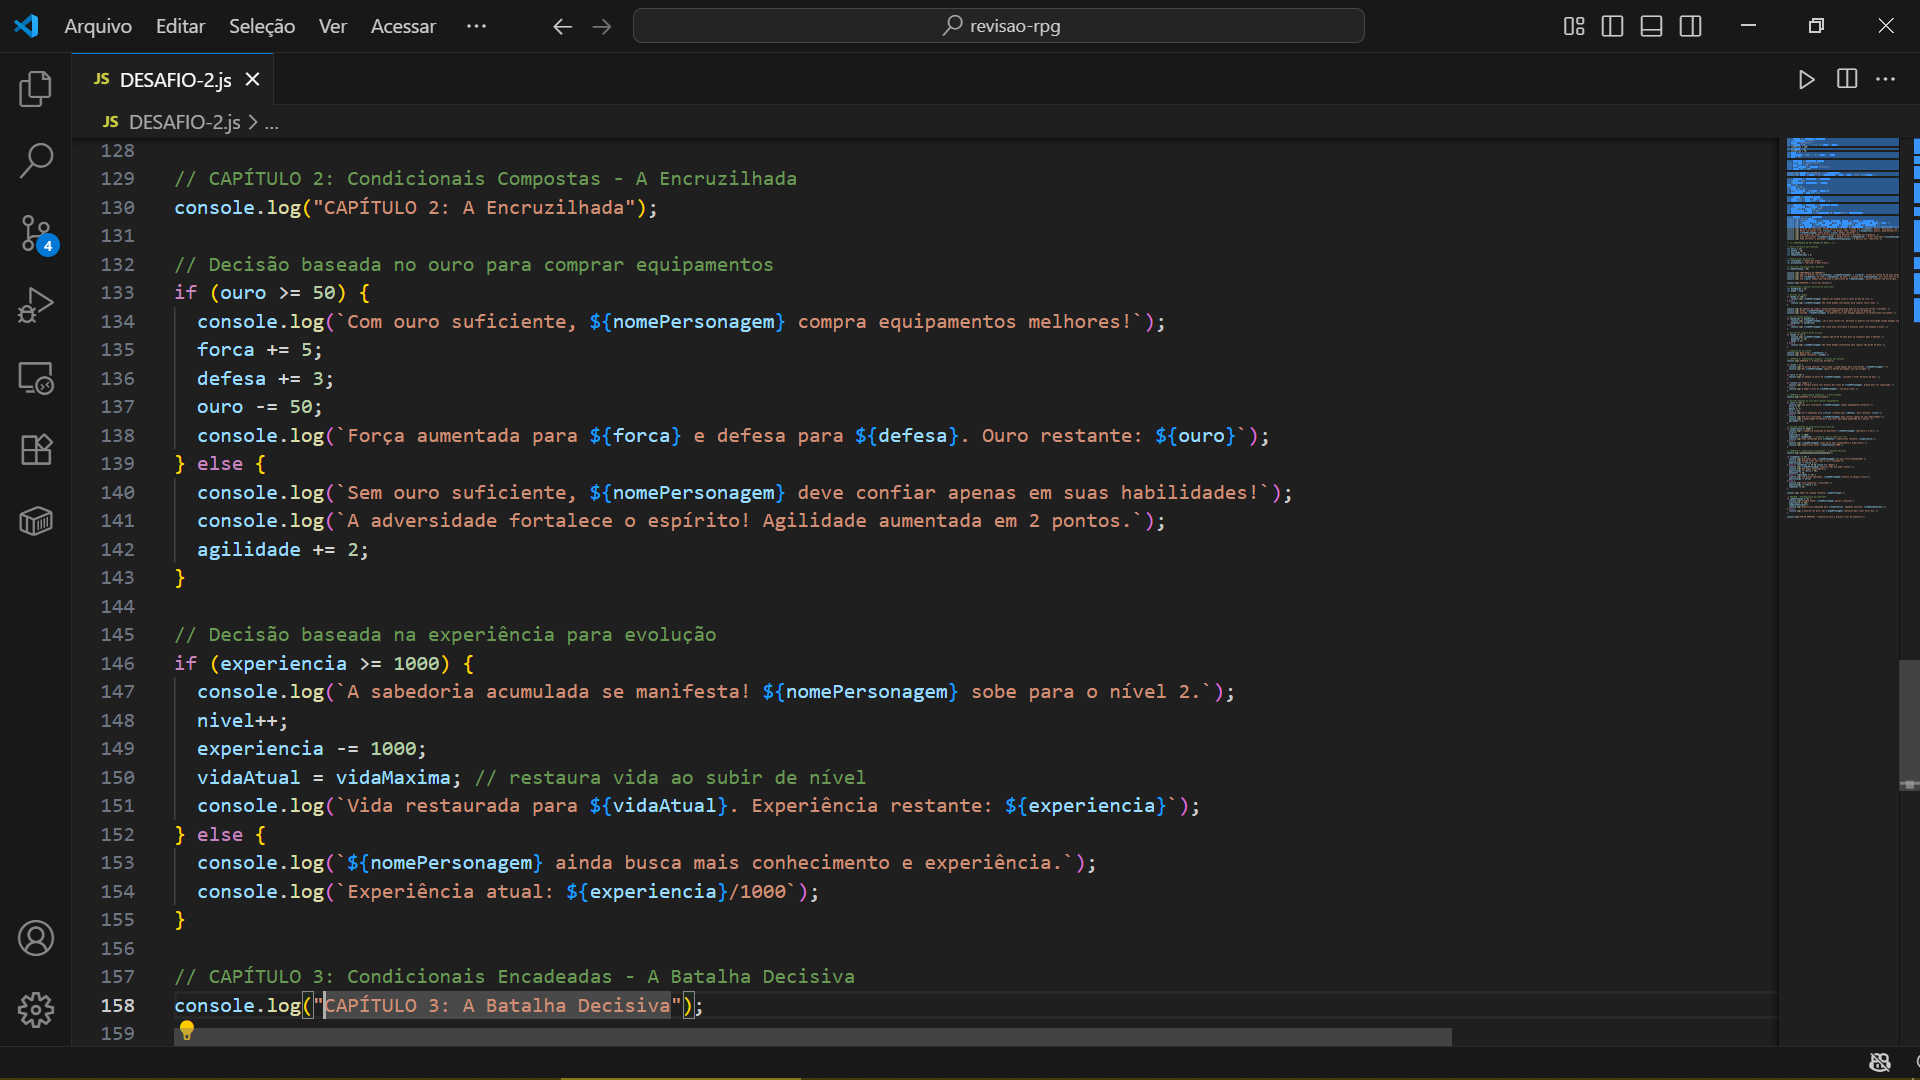 Arquivo Editar Seleção Ver Acessar ··· revisao-rpg
JS DESAFIO-2.js
JS DESAFIO-2.js > ...
128
129 // CAPÍTULO 2: Condicionais Compostas - A Encruzilhada
130 console.log("CAPÍTULO 2: A Encruzilhada");
131
132 // Decisão baseada no ouro para comprar equipamentos
133 if (ouro >= 50) {
134 console.log(`Com ouro suficiente, ${nomePersonagem} compra equipamentos melhores!`);
135 forca += 5;
136 defesa += 3;
137 ouro -= 50;
138 console.log(`Força aumentada para ${forca} e defesa para ${defesa}. Ouro restante: ${ouro}`);
139 } else {
140 console.log(`Sem ouro suficiente, ${nomePersonagem} deve confiar apenas em suas habilidades!`);
141 console.log(`A adversidade fortalece o espírito! Agilidade aumentada em 2 pontos.`);
142 agilidade += 2;
143 }
144
145 // Decisão baseada na experiência para evolução
146 if (experiencia >= 1000) {
147 console.log(`A sabedoria acumulada se manifesta! ${nomePersonagem} sobe para o nível 2.`);
148 nivel++;
149 experiencia -= 1000;
150 vidaAtual = vidaMaxima; // restaura vida ao subir de nível
151 console.log(`Vida restaurada para ${vidaAtual}. Experiência restante: ${experiencia}`);
152 } else {
153 console.log(`${nomePersonagem} ainda busca mais conhecimento e experiência.`);
154 console.log(`Experiência atual: ${experiencia}/1000`);
155 }
156
157 // CAPÍTULO 3: Condicionais Encadeadas - A Batalha Decisiva
158 console.log("CAPÍTULO 3: A Batalha Decisiva");
159
4